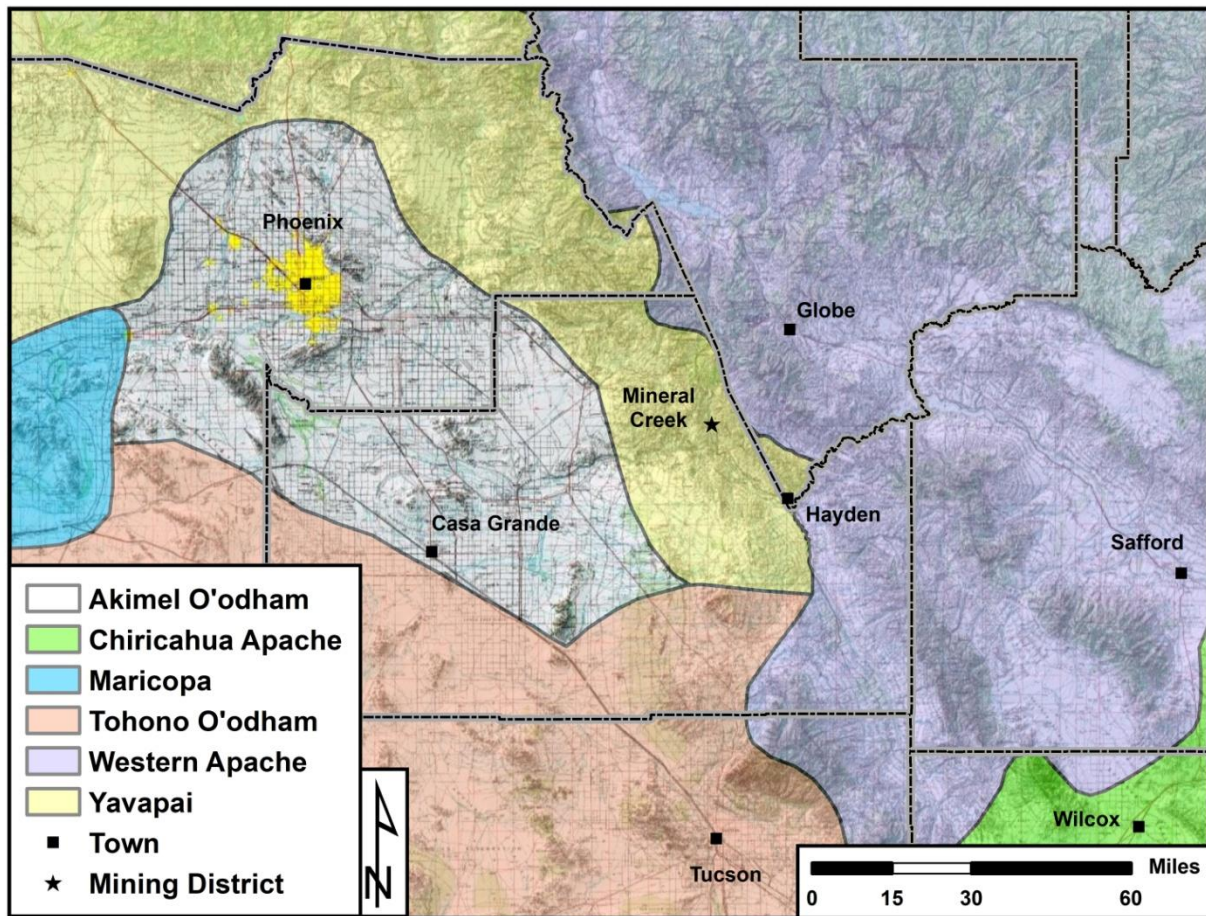 Phoenix
Globe
Mineral
Creek
Hayden
Casa Grande
Safford
Akimel O'odham
Chiricahua Apache
Maricopa
Tohono O'odham
Western Apache
Yavapai
Town
Mining District
N
Tucson
Wilcox
Miles
0 15 30 60